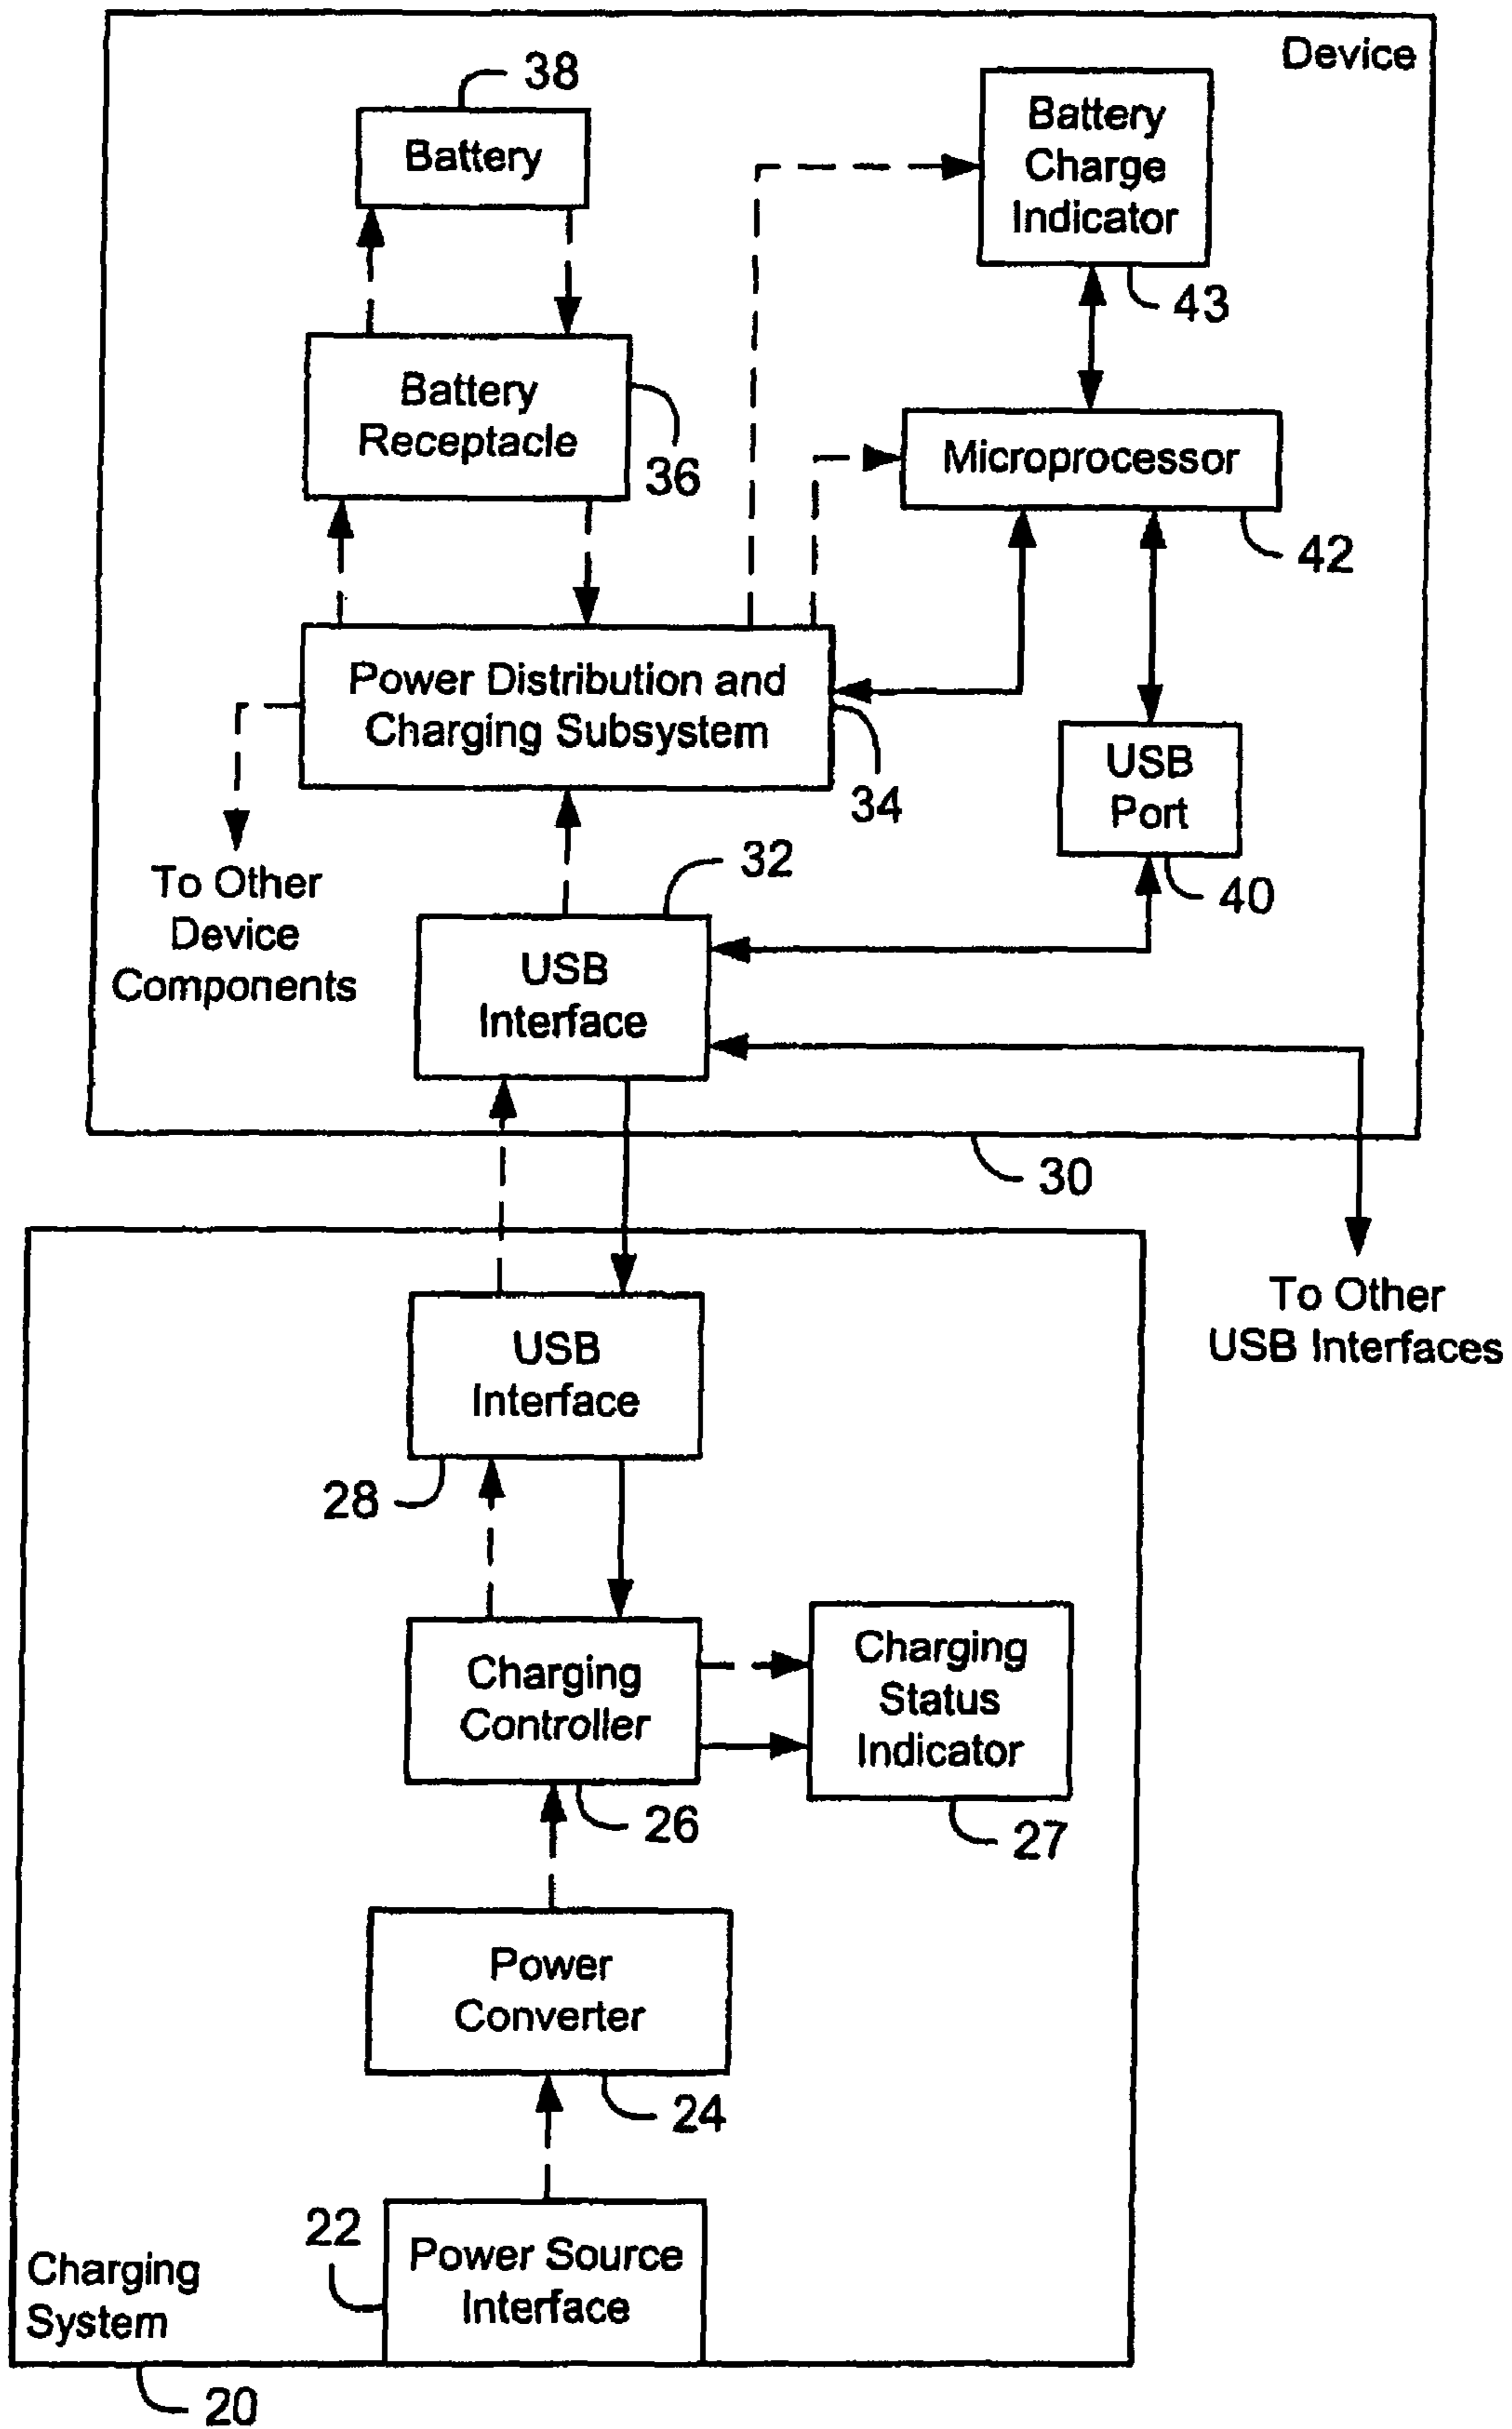 Device
38
Battery
Battery
Charge
Indicator
43
Battery
Receptacle
36
Microprocessor
42
Power Distribution and
Charging Subsystem
34
USB
Port
40
To Other
Device
Components
32
USB
Interface
30
To Other
USB Interfaces
USB
Interface
28
Charging
Controller
26
Charging
Status
Indicator
27
Power
Converter
24
22
Power Source
Interface
Charging
System
20